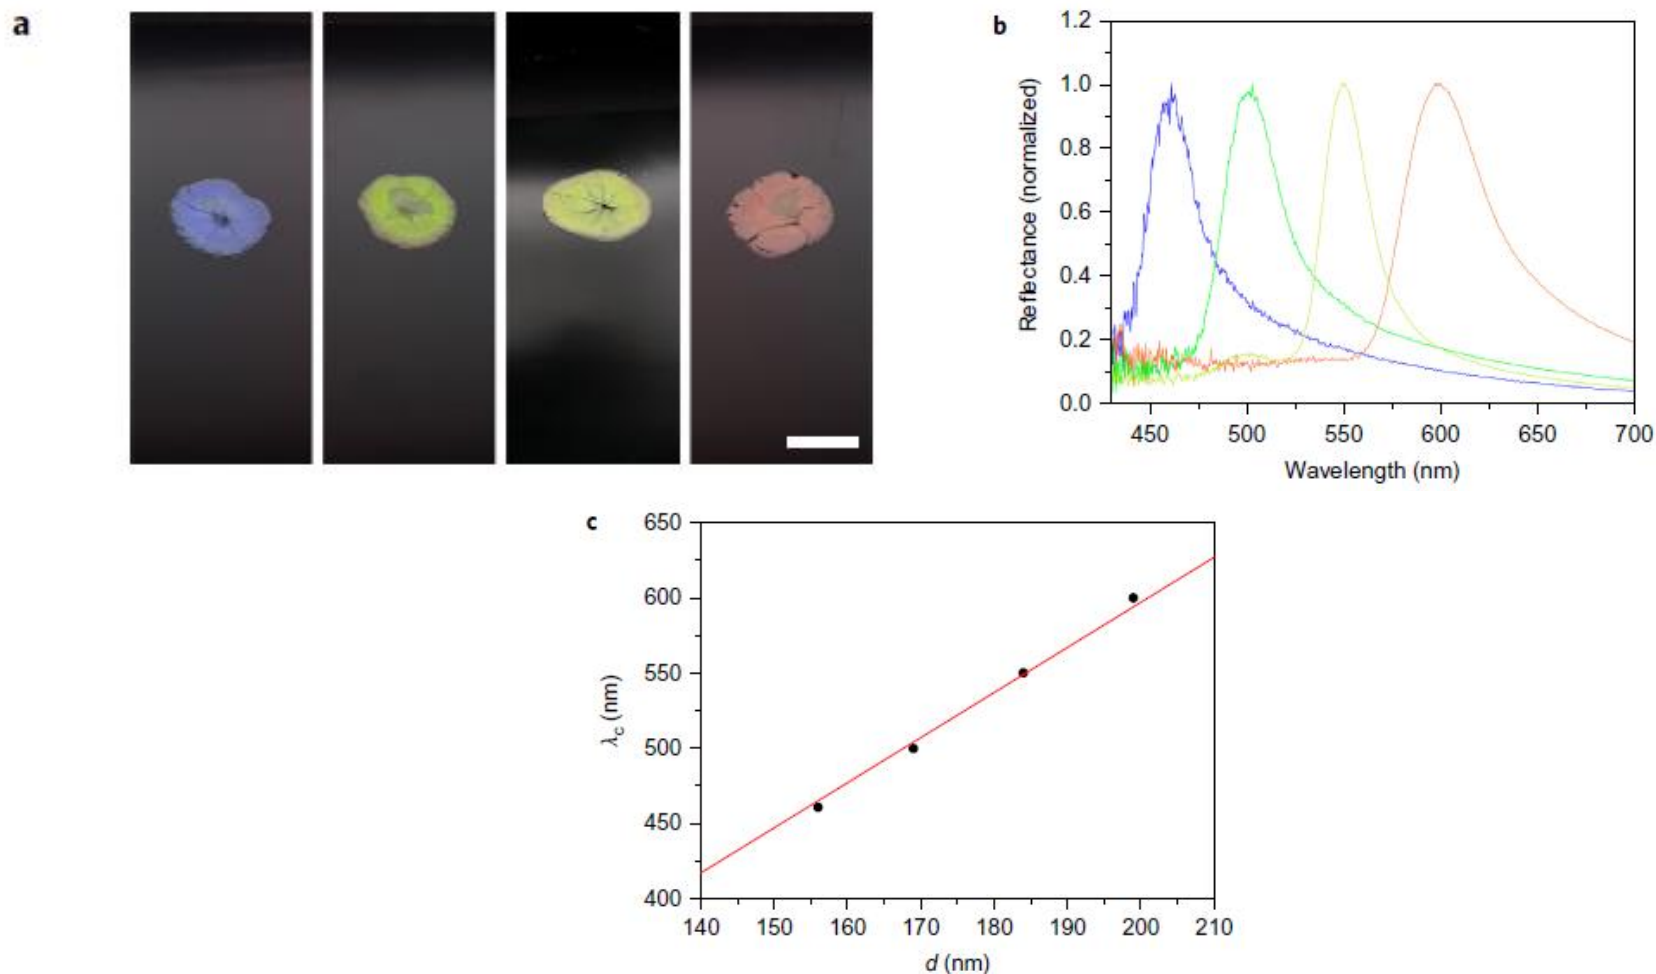 a
b
1.2
1.0
0.8
0.6
0.4
0.2
0.0
Reflectance (normalized)
450 500 550 600 650 700
Wavelength (nm)
c
650
600
550
500
450
400
λc (nm)
140 150 160 170 180 190 200 210
d (nm)